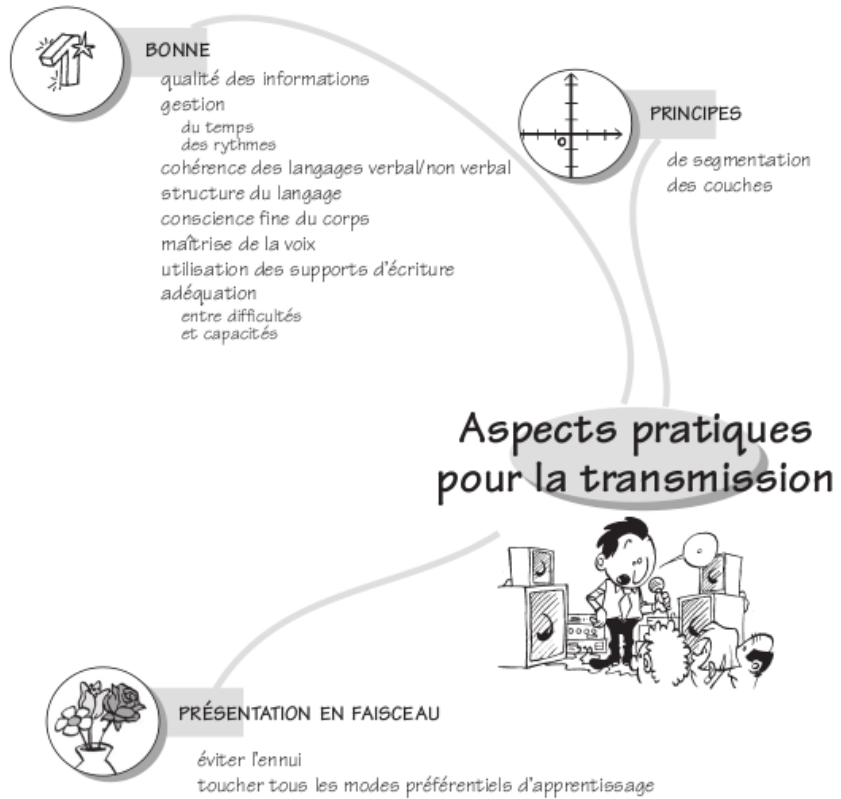 BONNE
qualité des informations
gestion
du temps
des rythmes
cohérence des langages verbal/non verbal
structure du langage
conscience fine du corps
maîtrise de la voix
utilisation des supports d'écriture
adéquation
entre difficultés
et capacités
PRINCIPES
de segmentation
des couches
Aspects pratiques
pour la transmission
PRÉSENTATION EN FAISCEAU
éviter l'ennui
toucher tous les modes préférentiels d'apprentissage